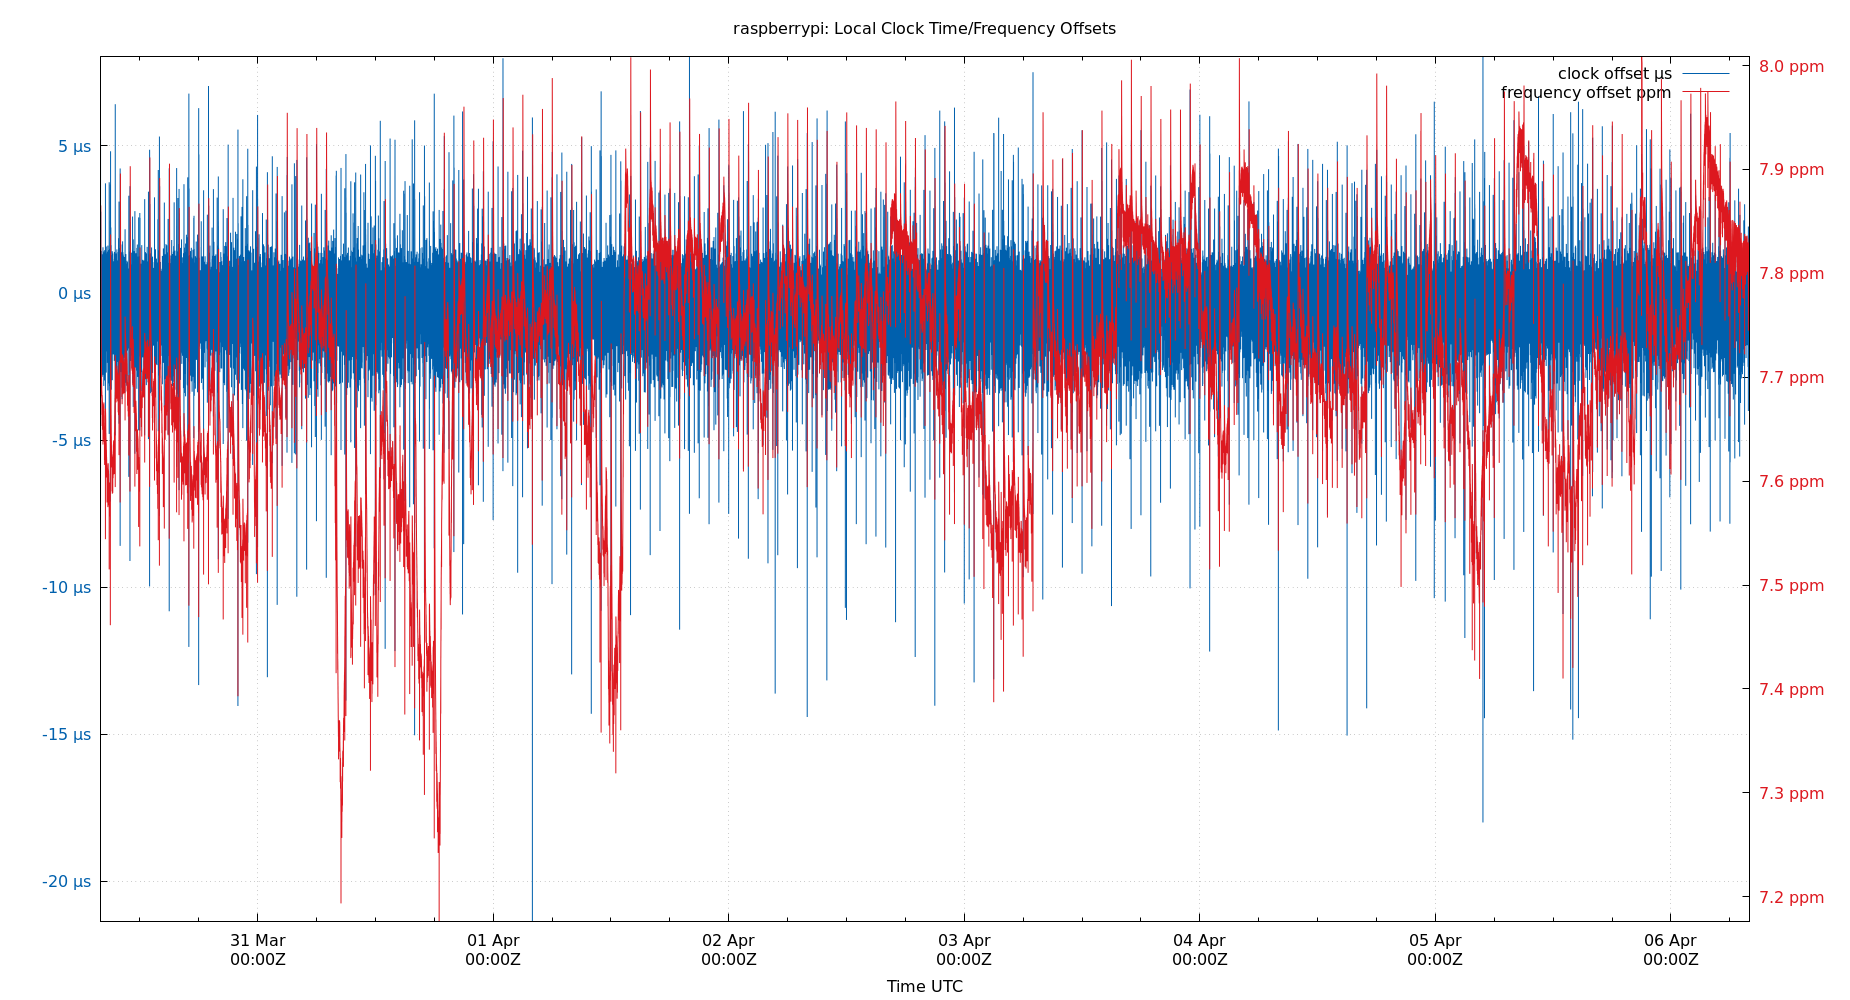 raspberrypi: Local Clock Time/Frequency Offsets
clock offset µs
frequency offset ppm
5 µs
0 µs
-5 µs
-10 µs
-15 µs
-20 µs
8.0 ppm
7.9 ppm
7.8 ppm
7.7 ppm
7.6 ppm
7.5 ppm
7.4 ppm
7.3 ppm
7.2 ppm
31 Mar 01 Apr 02 Apr 03 Apr 04 Apr 05 Apr 06 Apr
00:00Z 00:00Z 00:00Z 00:00Z 00:00Z 00:00Z 00:00Z
Time UTC